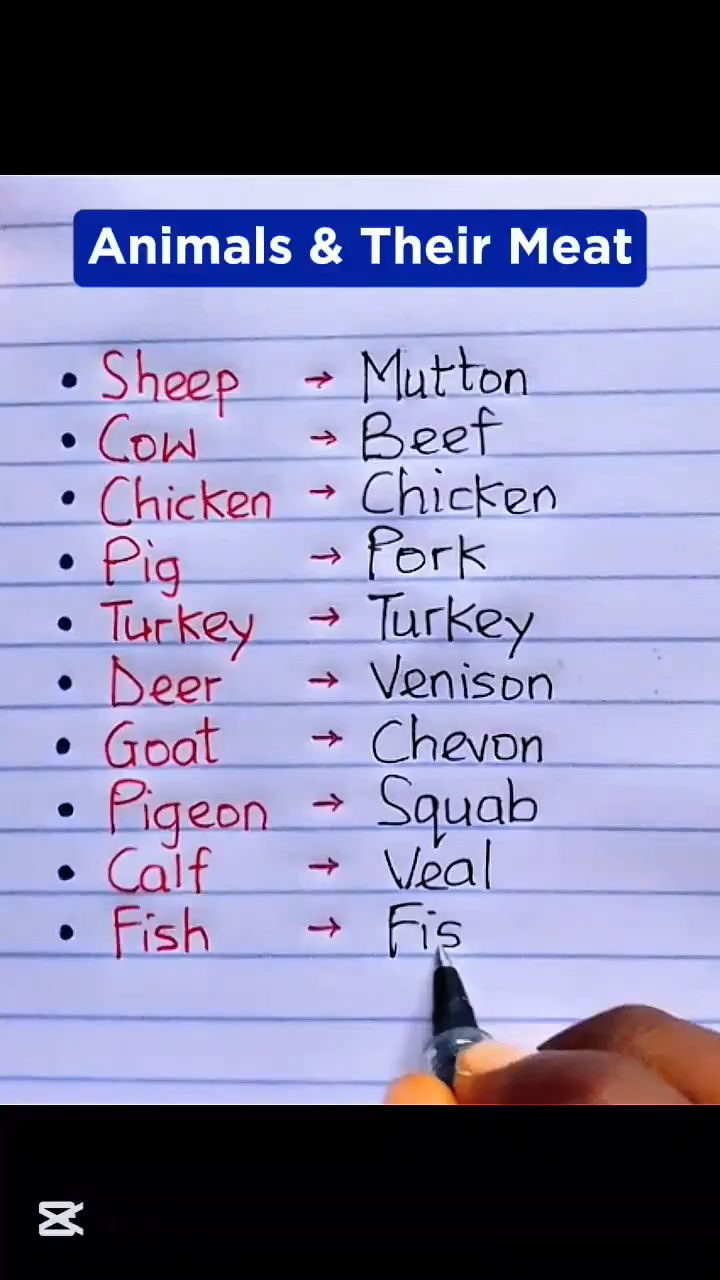 Animals & Their Meat
• Sheep → Mutton
• Cow → Beef
• Chicken → Chicken
• Pig → Pork
• Turkey → Turkey
• Deer → Venison
• Goat → Chevon
• Pigeon → Squab
• Calf → Veal
• Fish → Fis